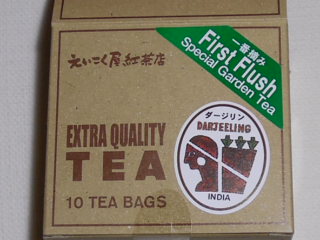 えいこく屋紅茶店
一番摘み
First Flush
Special Garden Tea
EXTRA QUALITY
TEA
10 TEA BAGS
ダージリン
DARJEELING
INDIA